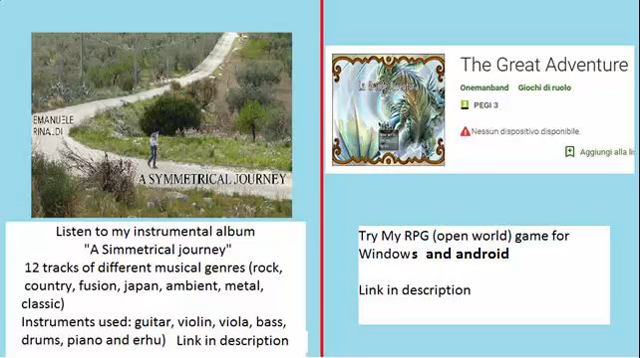 EMANUELE
RINALDI
A SYMMETRICAL JOURNEY
Listen to my instrumental album
"A Simmetrical journey"
12 tracks of different musical genres (rock,
country, fusion, japan, ambient, metal,
classic)
Instruments used: guitar, violin, viola, bass,
drums, piano and erhu) Link in description
The Great Adventure
Onemanband Giochi di ruolo
PEGI 3
Nessun dispositivo disponibile.
Aggiungi alla lis
Try My RPG (open world) game for
Windows and android
Link in description